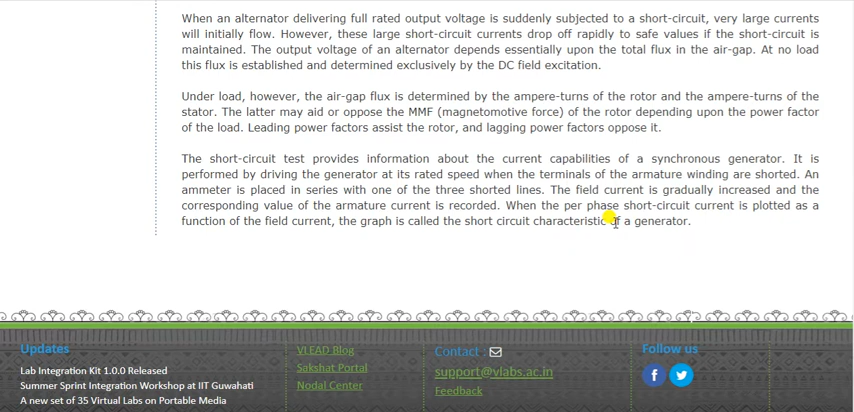 When an alternator delivering full rated output voltage is suddenly subjected to a short-circuit, very large currents
will initially flow. However, these large short-circuit currents drop off rapidly to safe values if the short-circuit is
maintained. The output voltage of an alternator depends essentially upon the total flux in the air-gap. At no load
this flux is established and determined exclusively by the DC field excitation.
Under load, however, the air-gap flux is determined by the ampere-turns of the rotor and the ampere-turns of the
stator. The latter may aid or oppose the MMF (magnetomotive force) of the rotor depending upon the power factor
of the load. Leading power factors assist the rotor, and lagging power factors oppose it.
The short-circuit test provides information about the current capabilities of a synchronous generator. It is
performed by driving the generator at its rated speed when the terminals of the armature winding are shorted. An
ammeter is placed in series with one of the three shorted lines. The field current is gradually increased and the
corresponding value of the armature current is recorded. When the per phase short-circuit current is plotted as a
function of the field current, the graph is called the short circuit characteristic of a generator.
Updates
Lab Integration Kit 1.0.0 Released
Summer Sprint Integration Workshop at IIT Guwahati
A new set of 35 Virtual Labs on Portable Media
VLEAD Blog
Sakshat Portal
Nodal Center
Contact
support@vlabs.ac.in
Feedback
Follow us